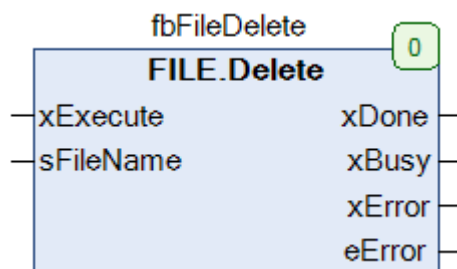 fbFileDelete
0
FILE.Delete
xExecute xDone
sFileName xBusy
xError
eError